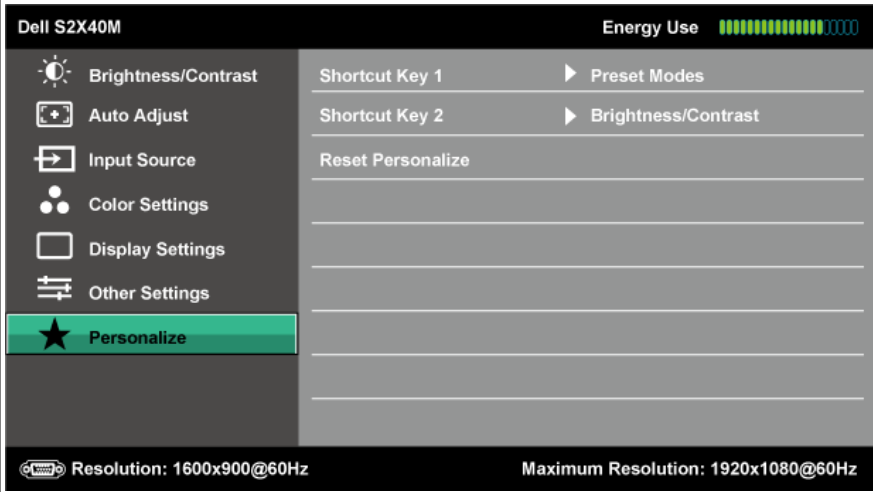 Dell S2X40M Energy Use
Brightness/Contrast Shortcut Key 1 Preset Modes
Auto Adjust Shortcut Key 2 Brightness/Contrast
Input Source Reset Personalize
Color Settings
Display Settings
Other Settings
Personalize
Resolution: 1600x900@60Hz Maximum Resolution: 1920x1080@60Hz